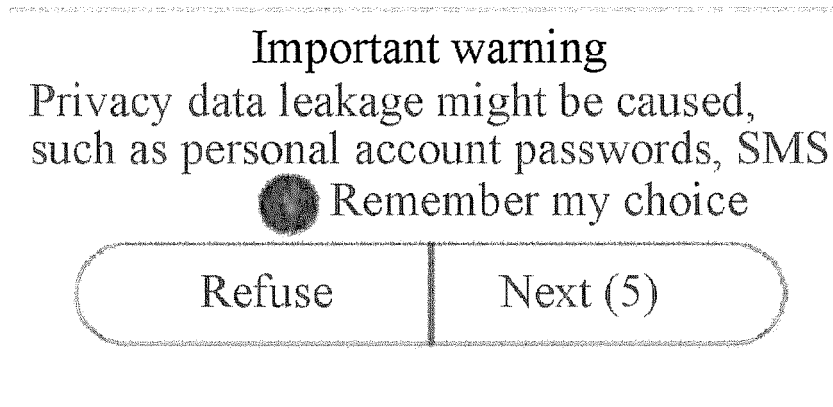 Important warning
Privacy data leakage might be caused,
such as personal account passwords, SMS
Remember my choice
Refuse Next (5)